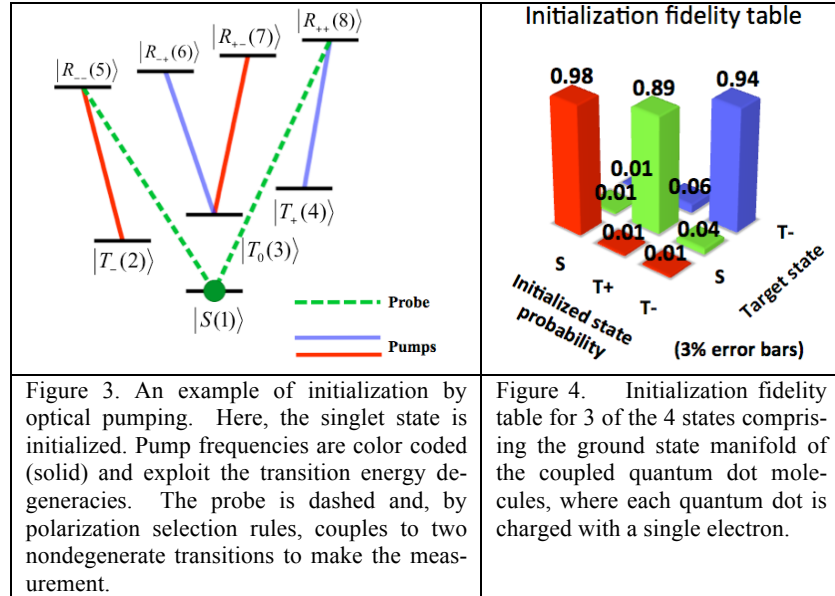 |R₋₋(5)⟩
|R₋₊(6)⟩
|R₊₋(7)⟩
|R₊₊(8)⟩
|T₋(2)⟩
|T₀(3)⟩
|T₊(4)⟩
|S(1)⟩
Probe
Pumps
Initialization fidelity table
0.98
0.89
0.94
0.01
0.01
0.06
0.01
0.01
0.04
S
T+
T-
S
T-
Initialized state
probability
Target state
(3% error bars)
Figure 3. An example of initialization by
optical pumping. Here, the singlet state is
initialized. Pump frequencies are color coded
(solid) and exploit the transition energy de-
generacies. The probe is dashed and, by
polarization selection rules, couples to two
nondegenerate transitions to make the meas-
urement.
Figure 4. Initialization fidelity
table for 3 of the 4 states compris-
ing the ground state manifold of
the coupled quantum dot mole-
cules, where each quantum dot is
charged with a single electron.